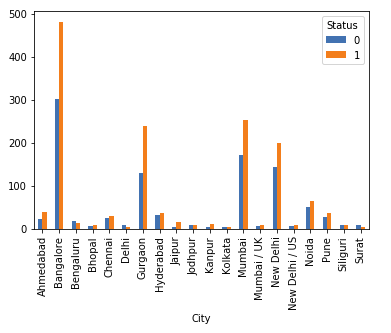 500
400
300
200
100
0
Status
0
1
Ahmedabad
Bangalore
Bengaluru
Bhopal
Chennai
Delhi
Gurgaon
Hyderabad
Jaipur
Jodhpur
Kanpur
Kolkata
Mumbai
Mumbai / UK
New Delhi
New Delhi / US
Noida
Pune
Siliguri
Surat
City